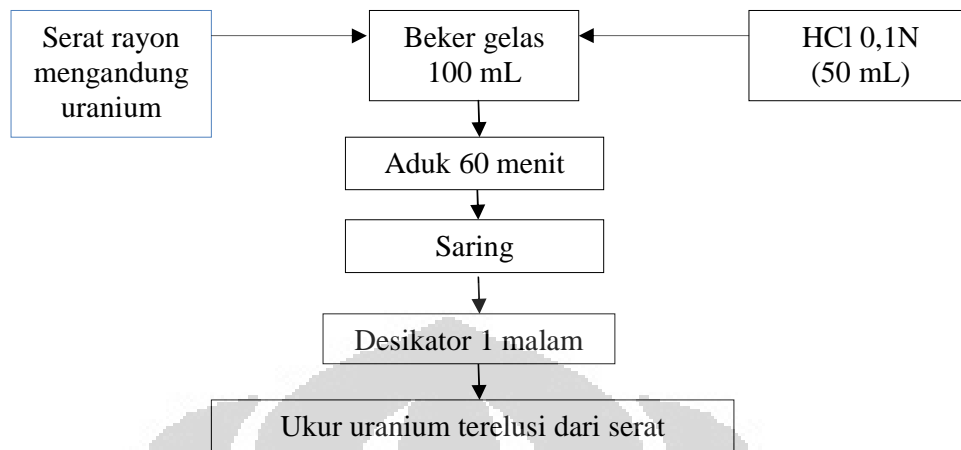 Serat rayon
mengandung
uranium
Beker gelas
100 mL
HCl 0,1N
(50 mL)
Aduk 60 menit
Saring
Desikator 1 malam
Ukur uranium terelusi dari serat